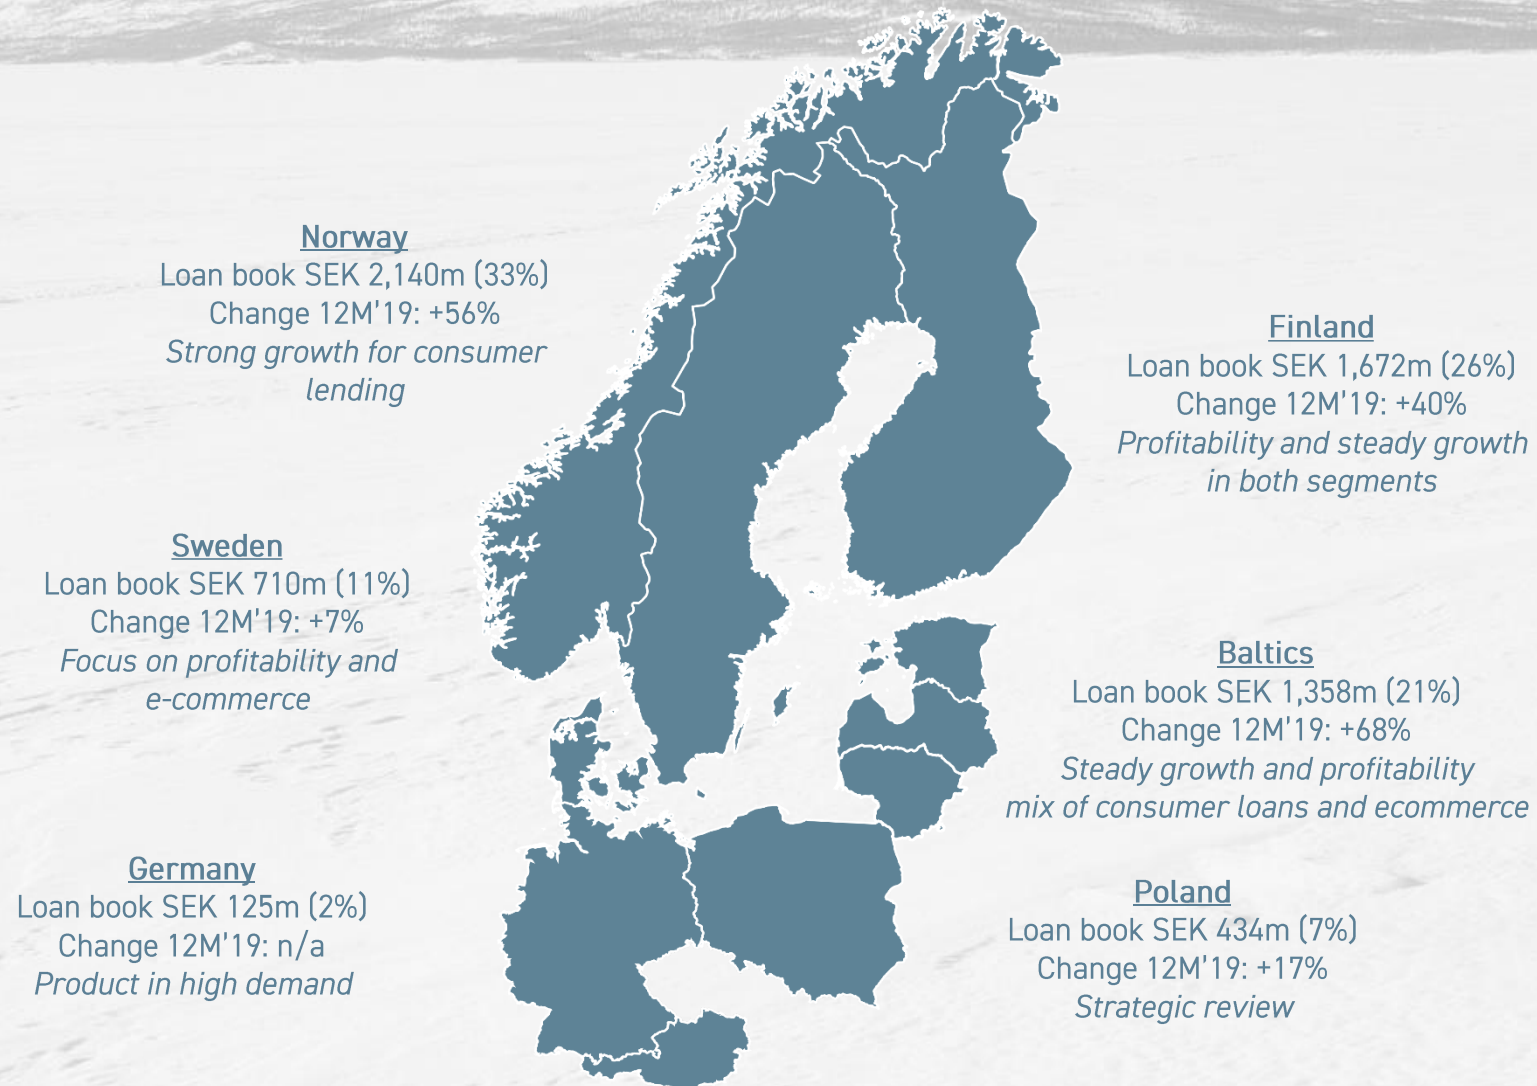 Norway
Loan book SEK 2,140m (33%)
Change 12M’19: +56%
Strong growth for consumer
lending
Sweden
Loan book SEK 710m (11%)
Change 12M’19: +7%
Focus on profitability and
e-commerce
Germany
Loan book SEK 125m (2%)
Change 12M’19: n/a
Product in high demand
Finland
Loan book SEK 1,672m (26%)
Change 12M’19: +40%
Profitability and steady growth
in both segments
Baltics
Loan book SEK 1,358m (21%)
Change 12M’19: +68%
Steady growth and profitability
mix of consumer loans and ecommerce
Poland
Loan book SEK 434m (7%)
Change 12M’19: +17%
Strategic review